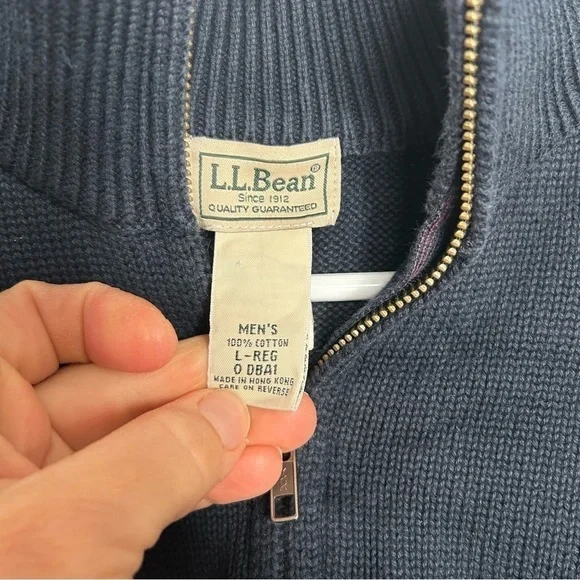 L.L.Bean®
Since 1912
QUALITY GUARANTEED
MEN'S
100% COTTON
L-REG
0 DBA1
MADE IN HONG KONG
CARE ON REVERSE